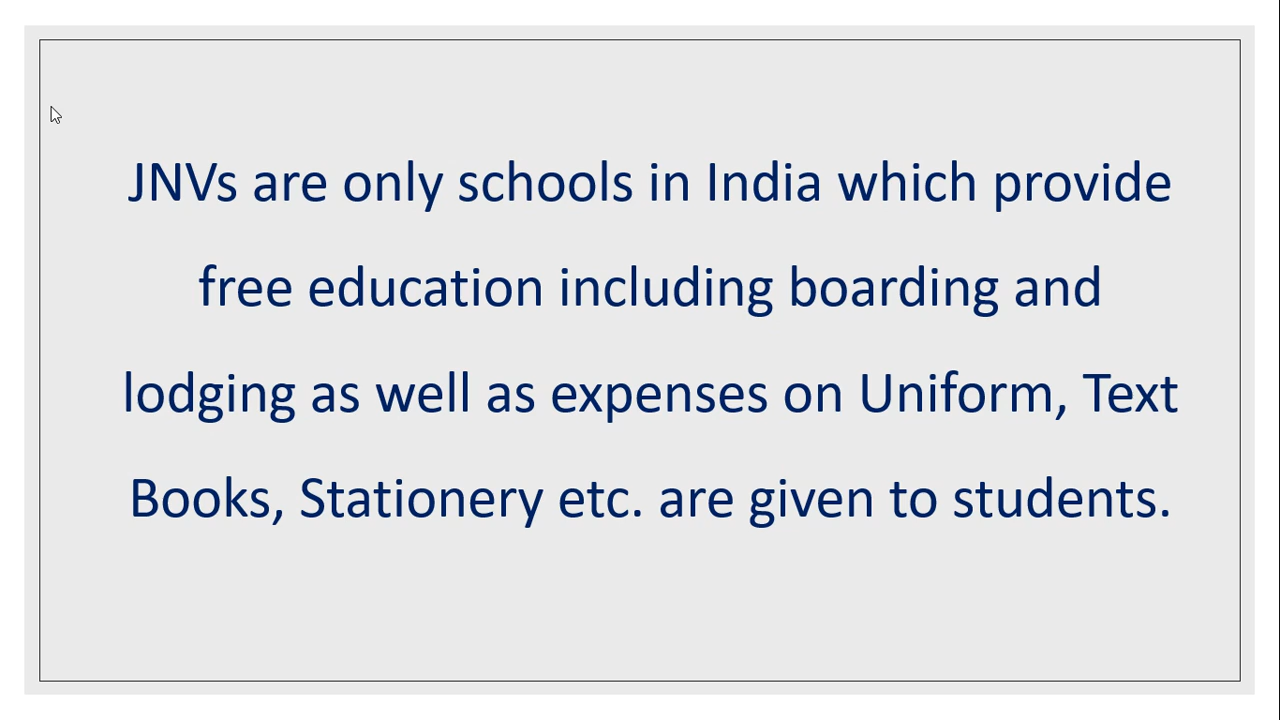 JNVs are only schools in India which provide
free education including boarding and
lodging as well as expenses on Uniform, Text
Books, Stationery etc. are given to students.